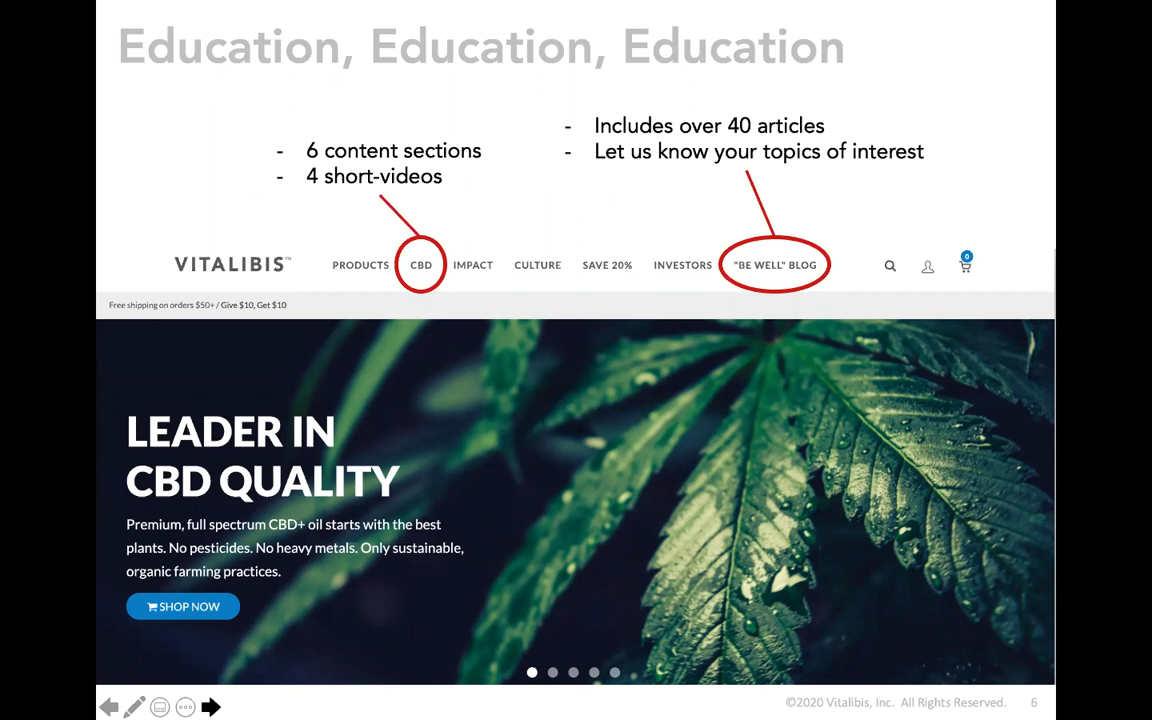 Education, Education, Education
- 6 content sections
- 4 short-videos
- Includes over 40 articles
- Let us know your topics of interest
VITALIBIS™ PRODUCTS CBD IMPACT CULTURE SAVE 20% INVESTORS "BE WELL" BLOG 0
Free shipping on orders $50+ / Give $10, Get $10
LEADER IN
CBD QUALITY
Premium, full spectrum CBD+ oil starts with the best
plants. No pesticides. No heavy metals. Only sustainable,
organic farming practices.
SHOP NOW
©2020 Vitalibis, Inc. All Rights Reserved. 6